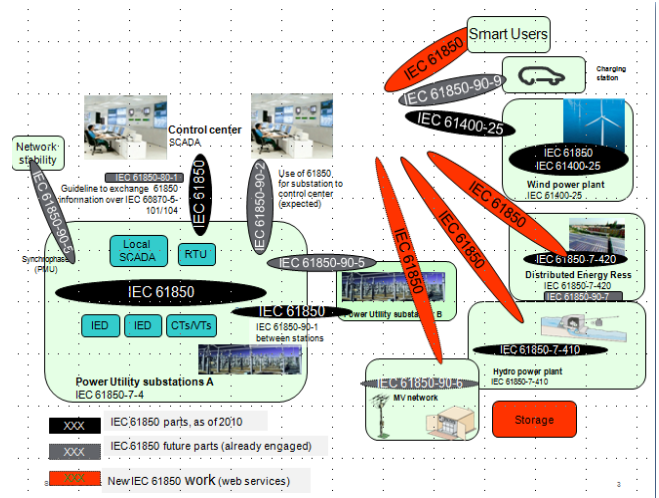 Smart Users
IEC 61850
IEC 61850-90-9
Charging
station
IEC 61400-25
IEC 61850
IEC 61400-25
Wind power plant
IEC 61400-25
Control center
SCADA
Network
stability
IEC 61850-80-1
Guideline to exchange 61850
information over IEC 60870-5-
101/104
IEC 61850
IEC 61850-90-2
Use of 61850,
for substation to
control center
(expected)
IEC 61850-90-5
Synchrophase
(PMU)
Local
SCADA
RTU
IEC 61850-90-5
IEC 61850
IEC 61850
IED
IED
CTs/VTs
IEC 61850-90-1
between stations
Power Utility substation B
Power Utility substations A
IEC 61850-7-4
IEC 61850
IEC 61850
IEC 61850
IEC 61850-7-420
Distributed Energy Ress
IEC 61850-7-420
IEC 61850-90-7
IEC 61850-7-410
Hydro power plant
IEC 61850-7-410
IEC 61850-90-6
MV network
Storage
XXX
IEC 61850 parts, as of 2010
XXX
IEC 61850 future parts (already engaged)
XXX
New IEC 61850 work (web services)
3